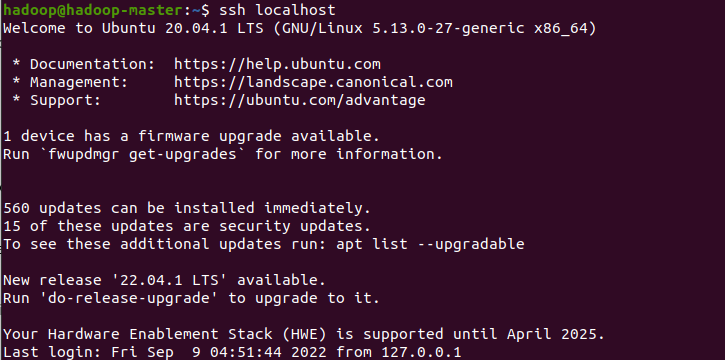 hadoop@hadoop-master:~$ ssh localhost
Welcome to Ubuntu 20.04.1 LTS (GNU/Linux 5.13.0-27-generic x86_64)
* Documentation:  https://help.ubuntu.com
* Management:     https://landscape.canonical.com
* Support:        https://ubuntu.com/advantage
1 device has a firmware upgrade available.
Run `fwupdmgr get-upgrades` for more information.
560 updates can be installed immediately.
15 of these updates are security updates.
To see these additional updates run: apt list --upgradable
New release '22.04.1 LTS' available.
Run 'do-release-upgrade' to upgrade to it.
Your Hardware Enablement Stack (HWE) is supported until April 2025.
Last login: Fri Sep  9 04:51:44 2022 from 127.0.0.1